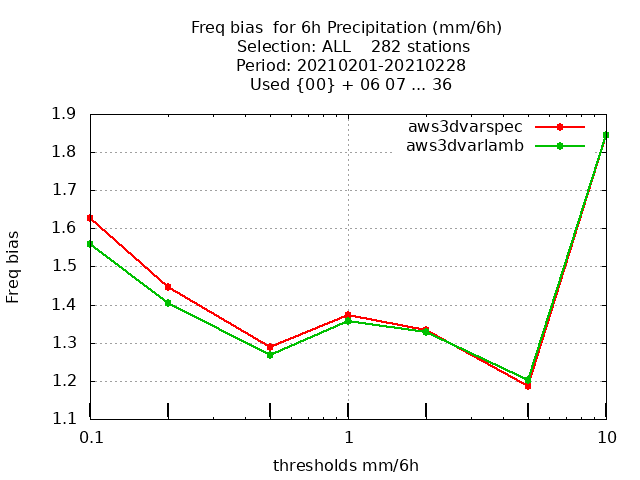 Freq bias  for 6h Precipitation (mm/6h)
Selection: ALL    282 stations
Period: 20210201-20210228
Used {00} + 06 07 ... 36
aws3dvarspec
aws3dvarlamb
1.9
1.8
1.7
1.6
1.5
1.4
1.3
1.2
1.1
Freq bias
0.1 1 10
thresholds mm/6h